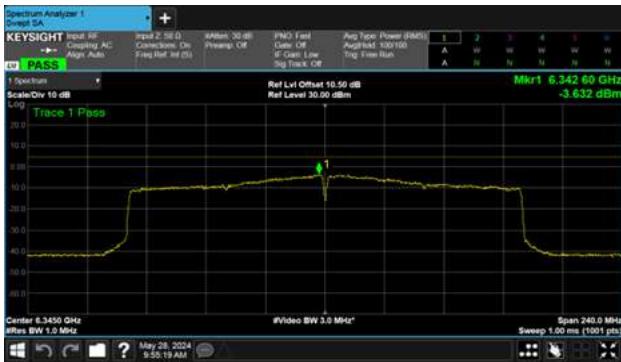 Spectrum Analyzer 1
Swept SA
+
KEYSIGHT Input: RF Input Z: 50 Ω #Atten: 30 dB PNO: Fast Avg Type: Power (RMS) 1 2 3 4 5 6
Coupling: AC Corrections: On Preamp: Off Gate: Off Avg|Hold: 100/100 A W W W W W
Align: Auto Freq Ref: Int (S) IF Gain: Low Trig: Free Run
Sig Track: Off A N N N N N
PASS
1 Spectrum
Scale/Div 10 dB
Ref Lvl Offset 10.50 dB
Ref Level 30.00 dBm
Mkr1 6.342 60 GHz
-3.632 dBm
Log
Trace 1 Pass
20.0
10.0
0.00
-10.0
-20.0
-30.0
-40.0
-50.0
-60.0
1
Center 6.3450 GHz #Video BW 3.0 MHz* Span 240.0 MHz
#Res BW 1.0 MHz Sweep 1.00 ms (1001 pts)
? May 28, 2024
9:55:19 AM